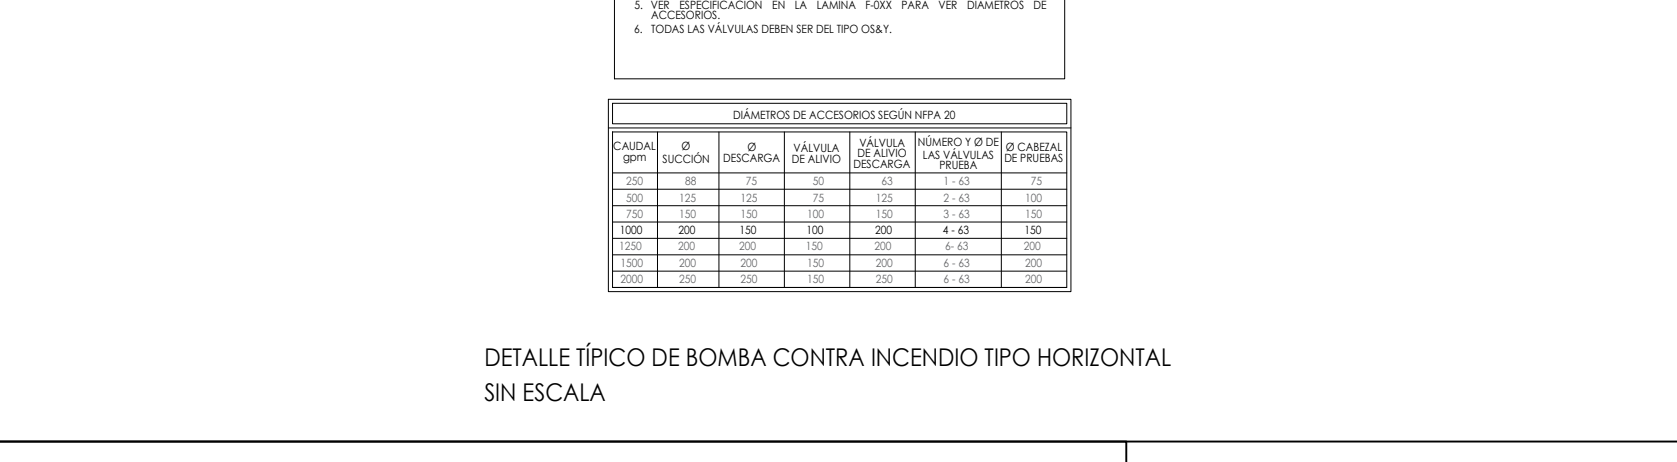 5. VER ESPECIFICACIÓN EN LA LÁMINA F-0XX PARA VER DIÁMETROS DE
ACCESORIOS.
6. TODAS LAS VÁLVULAS DEBEN SER DEL TIPO OS&Y.
DIÁMETROS DE ACCESORIOS SEGÚN NFPA 20
CAUDAL gpm | Ø SUCCIÓN | Ø DESCARGA | VÁLVULA DE ALIVIO | VÁLVULA DE ALIVIO DESCARGA | NÚMERO Y Ø DE LAS VÁLVULAS PRUEBA | Ø CABEZAL DE PRUEBAS
250 88 75 50 63 1 - 63 75
500 125 125 75 125 2 - 63 100
750 150 150 100 150 3 - 63 150
1000 200 150 100 200 4 - 63 150
1250 200 200 150 200 6- 63 200
1500 200 200 150 200 6 - 63 200
2000 250 250 150 250 6 - 63 200
DETALLE TÍPICO DE BOMBA CONTRA INCENDIO TIPO HORIZONTAL
SIN ESCALA